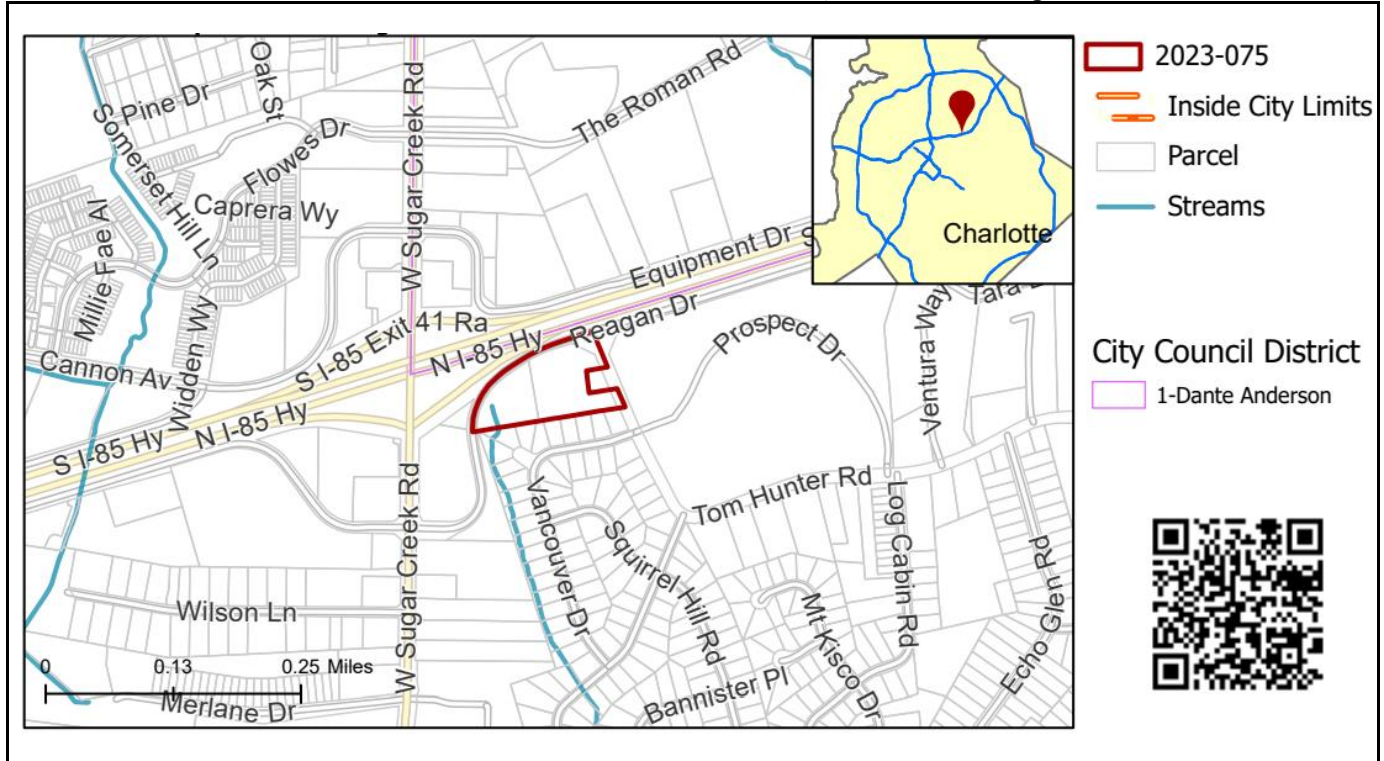 Oak St
Pine Dr
Somerset Hill Ln
Flowes Dr
The Roman Rd
W Sugar Creek Rd
Caprera Wy
Millie Fae Al
Equipment Dr S
Widden Wy
Cannon Av
S I-85 Exit 41 Ra
N I-85 Hy
Reagan Dr
Prospect Dr
Ventura Way
S I-85 Hy
N I-85 Hy
W Sugar Creek Rd
Vancouver Dr
Squirrel Hill Rd
Tom Hunter Rd
Log Cabin Rd
Echo Glen Rd
Wilson Ln
Mt Kisco Dr
Bannister Pl
Merlane Dr
0 0.13 0.25 Miles
Charlotte
2023-075
Inside City Limits
Parcel
Streams
City Council District
1-Dante Anderson